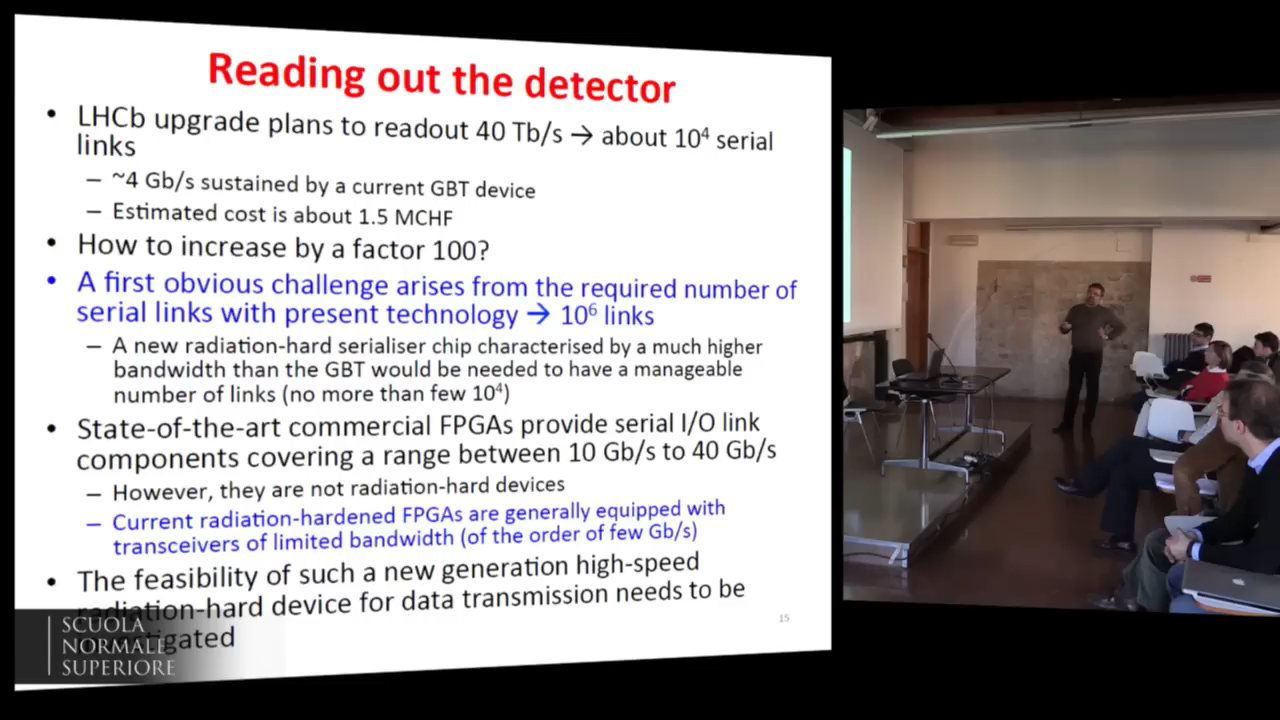 Reading out the detector
• LHCb upgrade plans to readout 40 Tb/s → about 10⁴ serial
links
– ~4 Gb/s sustained by a current GBT device
– Estimated cost is about 1.5 MCHF
• How to increase by a factor 100?
• A first obvious challenge arises from the required number of
serial links with present technology → 10⁶ links
– A new radiation-hard serialiser chip characterised by a much higher
bandwidth than the GBT would be needed to have a manageable
number of links (no more than few 10⁴)
• State-of-the-art commercial FPGAs provide serial I/O link
components covering a range between 10 Gb/s to 40 Gb/s
– However, they are not radiation-hard devices
– Current radiation-hardened FPGAs are generally equipped with
transceivers of limited bandwidth (of the order of few Gb/s)
• The feasibility of such a new generation high-speed
radiation-hard device for data transmission needs to be
investigated
15
SCUOLA
NORMALE
SUPERIORE